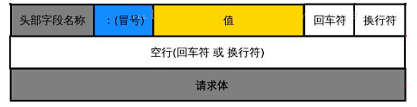 头部字段名称 :(冒号) 值 回车符 换行符
空行(回车符 或 换行符)
请求体